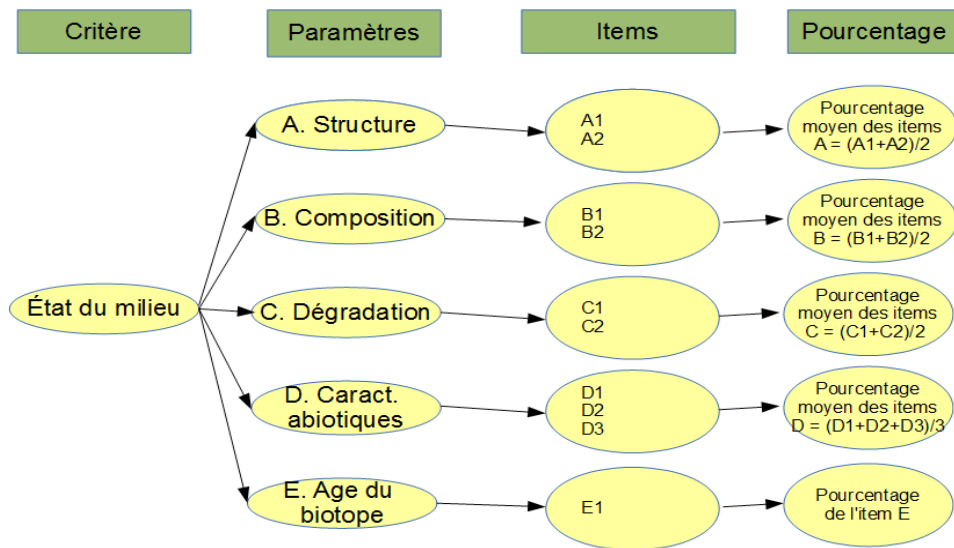 Critère
Paramètres
Items
Pourcentage
État du milieu
A. Structure
A1
A2
Pourcentage
moyen des items
A = (A1+A2)/2
B. Composition
B1
B2
Pourcentage
moyen des items
B = (B1+B2)/2
C. Dégradation
C1
C2
Pourcentage
moyen des items
C = (C1+C2)/2
D. Caract.
abiotiques
D1
D2
D3
Pourcentage
moyen des items
D = (D1+D2+D3)/3
E. Age du
biotope
E1
Pourcentage
de l'item E